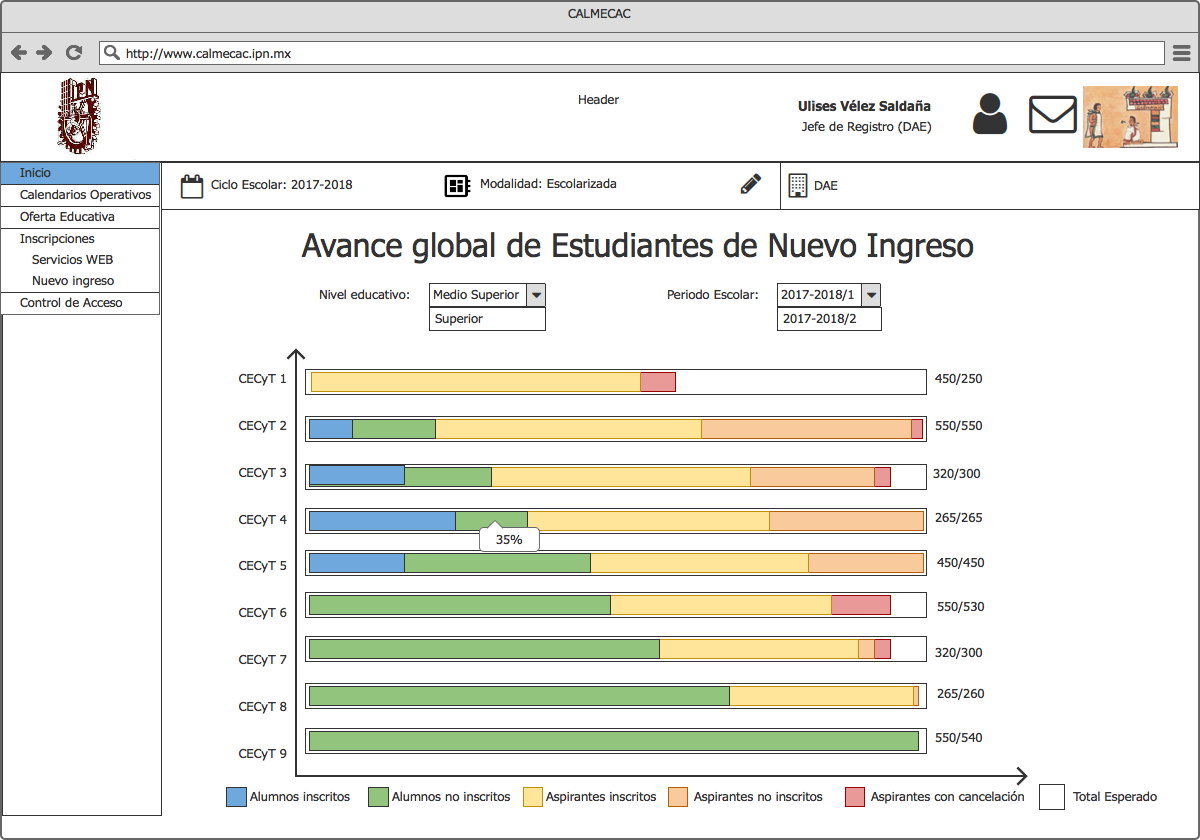 CALMECAC
http://www.calmecac.ipn.mx
Header
Ulises Vélez Saldaña
Jefe de Registro (DAE)
Inicio
Calendarios Operativos
Oferta Educativa
Inscripciones
Servicios WEB
Nuevo ingreso
Control de Acceso
Ciclo Escolar: 2017-2018
Modalidad: Escolarizada
DAE
Avance global de Estudiantes de Nuevo Ingreso
Nivel educativo:
Medio Superior
Superior
Periodo Escolar:
2017-2018/1
2017-2018/2
CECyT 1
450/250
CECyT 2
550/550
CECyT 3
320/300
CECyT 4
265/265
35%
CECyT 5
450/450
CECyT 6
550/530
CECyT 7
320/300
CECyT 8
265/260
CECyT 9
550/540
Alumnos inscritos
Alumnos no inscritos
Aspirantes inscritos
Aspirantes no inscritos
Aspirantes con cancelación
Total Esperado